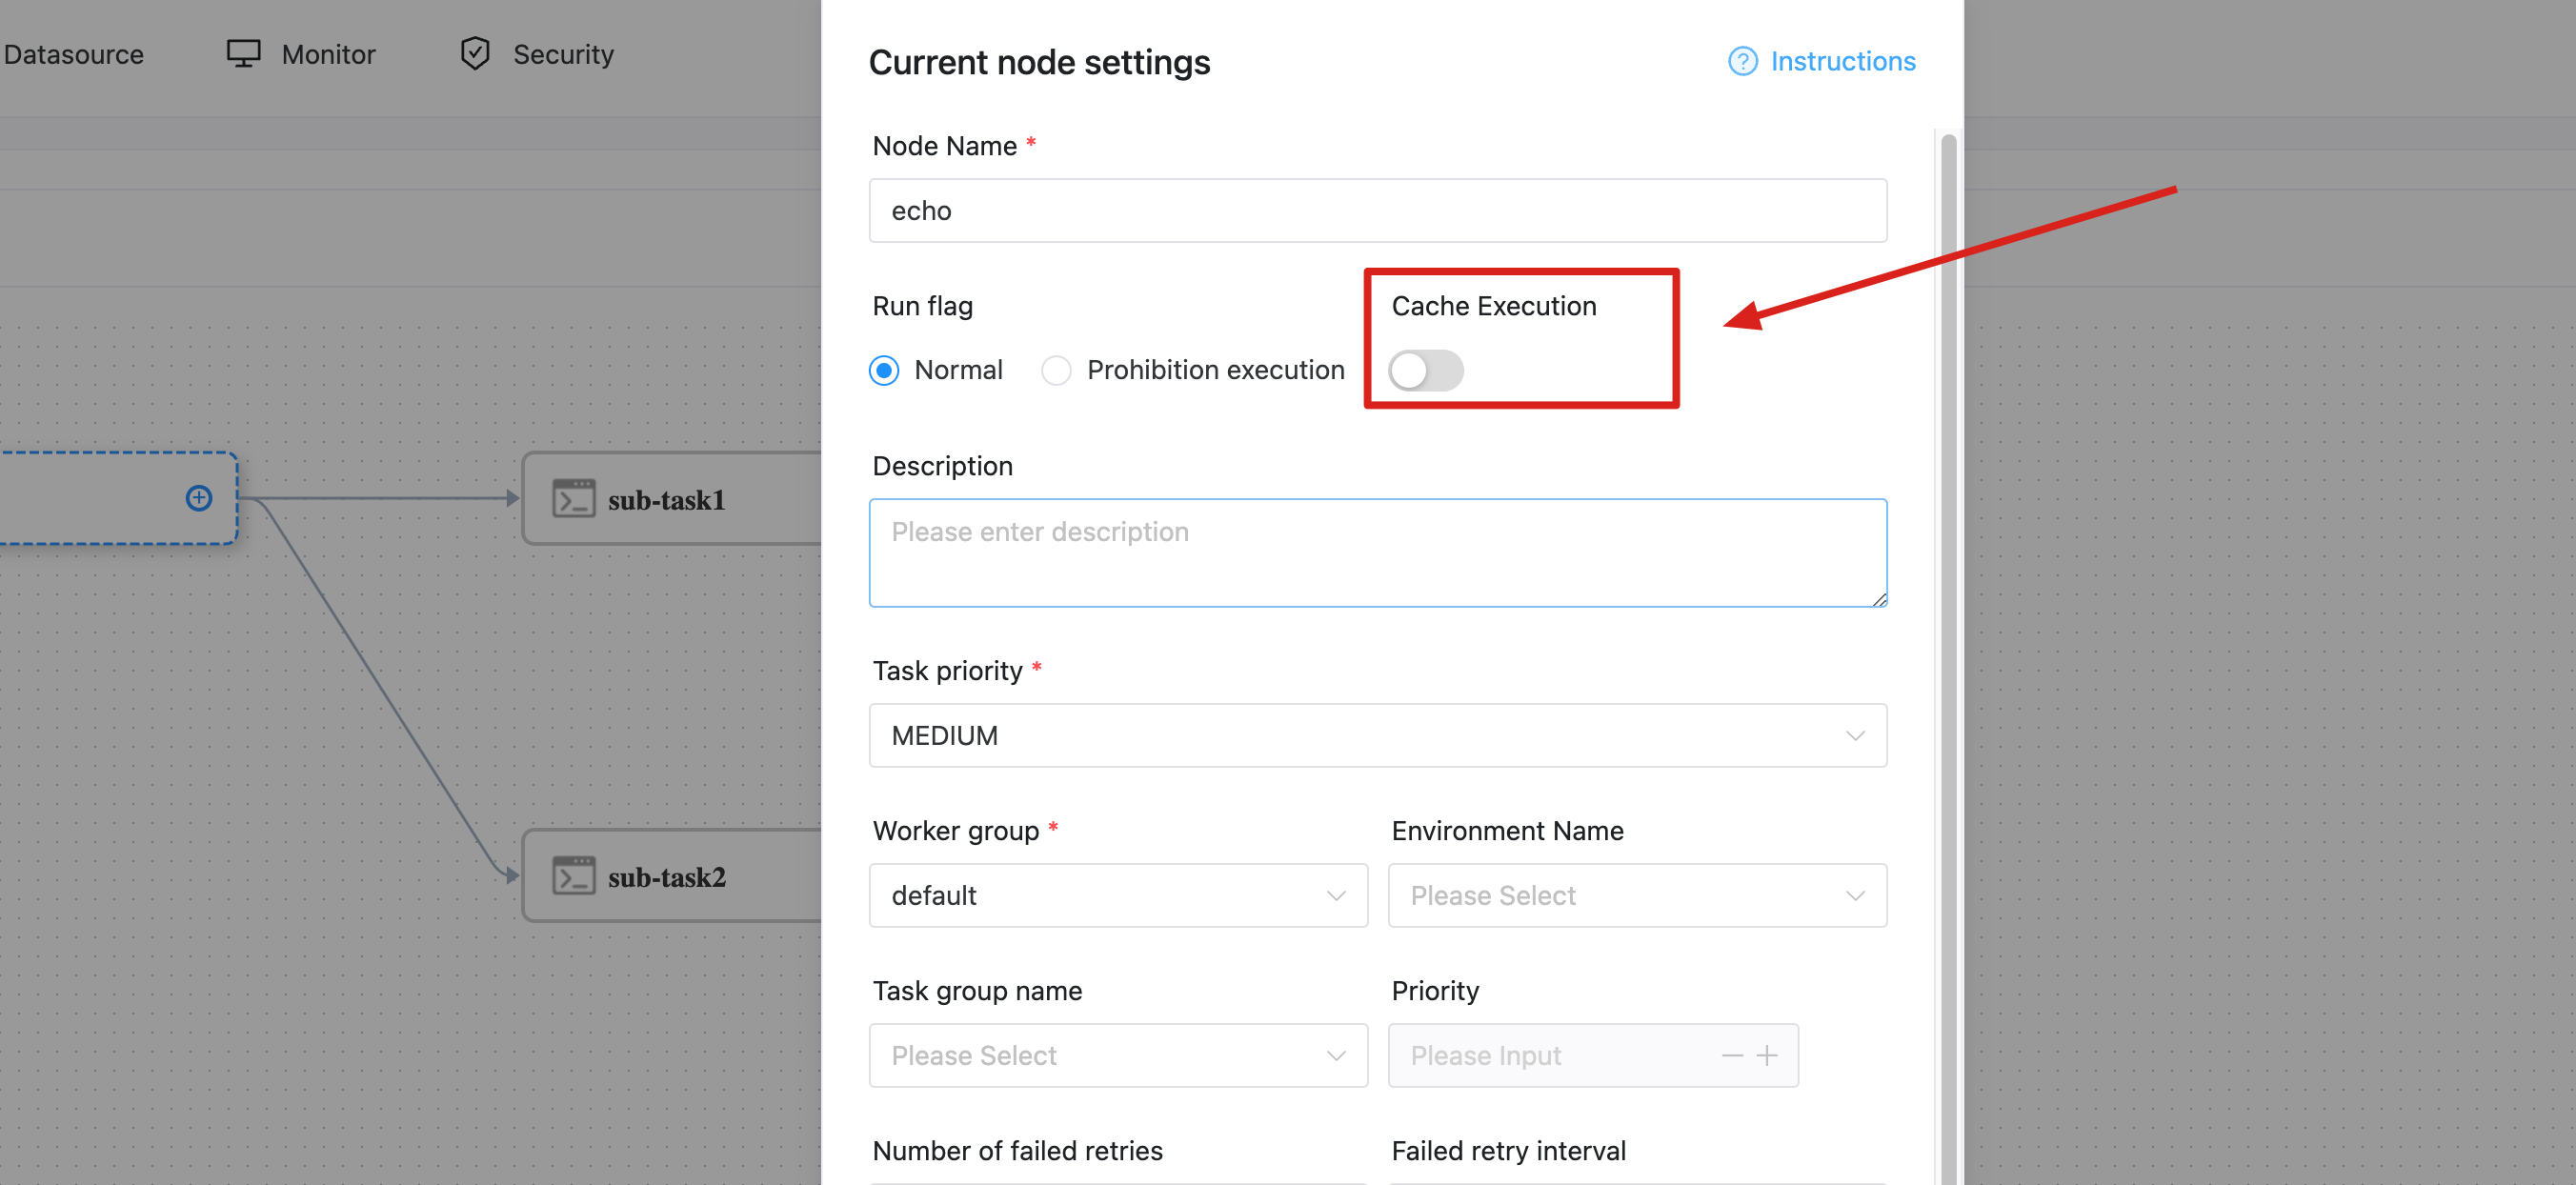 Datasource Monitor Security
Current node settings
? Instructions
Node Name *
echo
Run flag Cache Execution
Normal Prohibition execution
Description
Please enter description
sub-task1
Task priority *
MEDIUM
Worker group * Environment Name
default Please Select
sub-task2
Task group name Priority
Please Select Please Input
Number of failed retries Failed retry interval